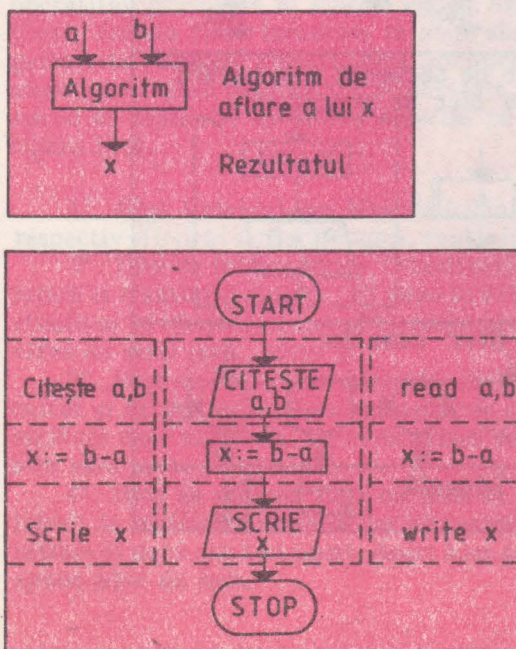 a b
Algoritm
Algoritm de
aflare a lui x
x
Rezultatul
START
Citește a,b
CITESTE
a,b
read a,b
x:= b-a
x:= b-a
x:= b-a
Scrie x
SCRIE
x
write x
STOP